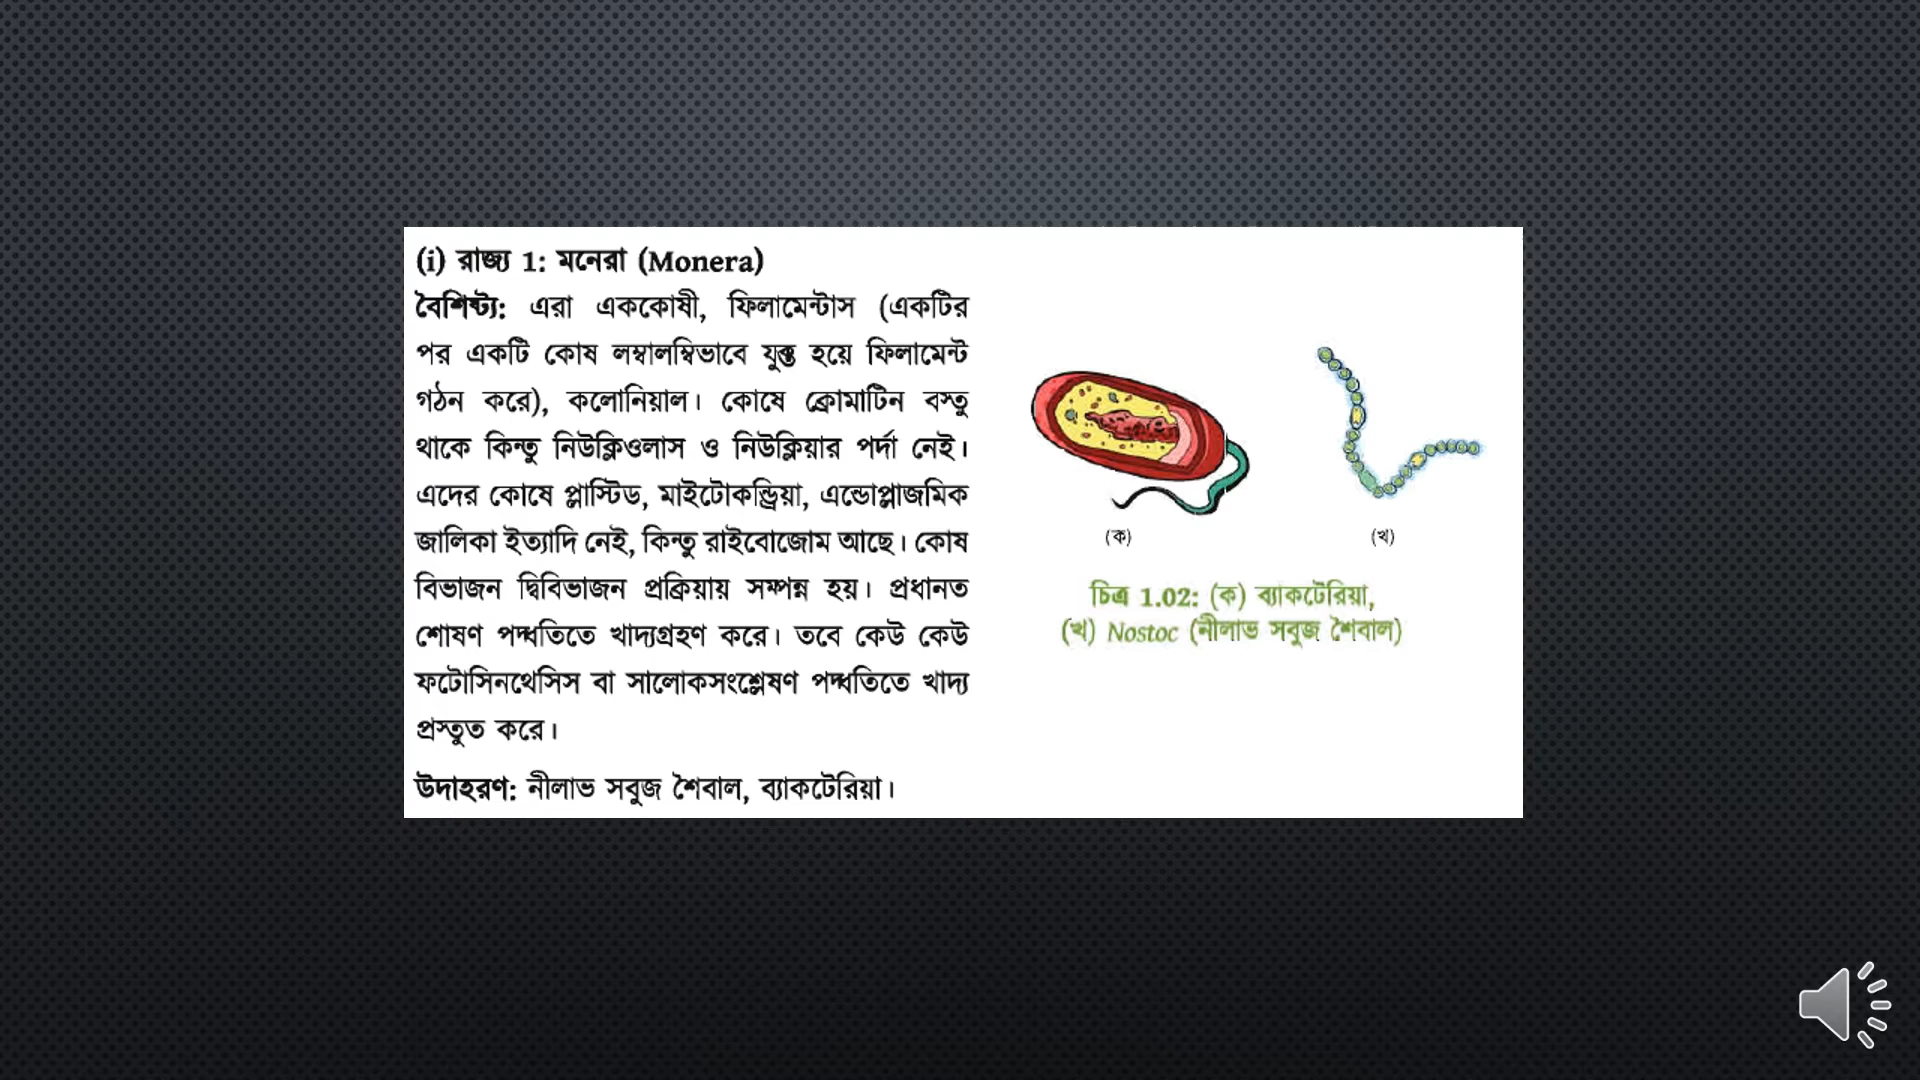 (i) রাজ্য 1: মনেরা (Monera)
বৈশিষ্ট্য: এরা এককোষী, ফিলামেন্টাস (একটির
পর একটি কোষ লম্বালম্বিভাবে যুক্ত হয়ে ফিলামেন্ট
গঠন করে), কলোনিয়াল। কোষে ক্রোমাটিন বস্তু
থাকে কিন্তু নিউক্লিওলাস ও নিউক্লিয়ার পর্দা নেই।
এদের কোষে প্লাস্টিড, মাইটোকন্ড্রিয়া, এন্ডোপ্লাজমিক
জালিকা ইত্যাদি নেই, কিন্তু রাইবোজোম আছে। কোষ
বিভাজন দ্বিবিভাজন প্রক্রিয়ায় সম্পন্ন হয়। প্রধানত
শোষণ পদ্ধতিতে খাদ্যগ্রহণ করে। তবে কেউ কেউ
ফটোসিনথেসিস বা সালোকসংশ্লেষণ পদ্ধতিতে খাদ্য
প্রস্তুত করে।
উদাহরণ: নীলাভ সবুজ শৈবাল, ব্যাকটেরিয়া।
(ক)
(খ)
চিত্র 1.02: (ক) ব্যাকটেরিয়া,
(খ) Nostoc (নীলাভ সবুজ শৈবাল)